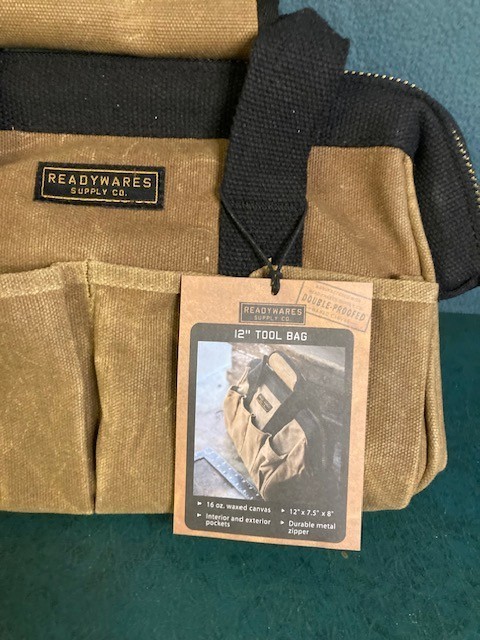 READYWARES
SUPPLY CO.
READYWARES
SUPPLY CO.
DOUBLE-PROOFED
12" TOOL BAG
► 16 oz. waxed canvas
► Interior and exterior
pockets
► 12" x 7.5" x 8"
► Durable metal
zipper